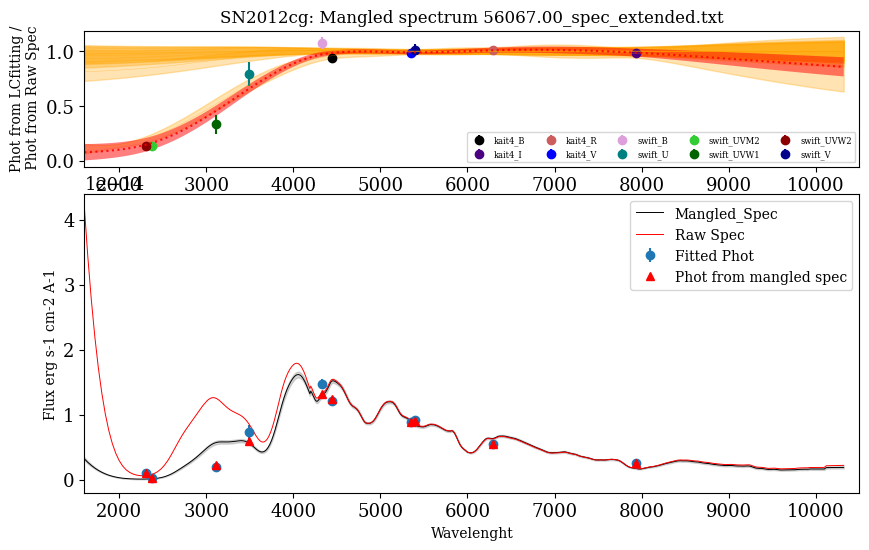 SN2012cg: Mangled spectrum 56067.00_spec_extended.txt
Phot from LCfitting /
Phot from Raw Spec
1.0
0.5
0.0
kait4_B kait4_R swift_U swift_UVM2 swift_UVW2
kait4_I kait4_V swift_B swift_UVW1 swift_V
2000 3000 4000 5000 6000 7000 8000 9000 10000
1e−14
Flux erg s-1 cm-2 A-1
4
3
2
1
0
Mangled_Spec
Raw Spec
Fitted Phot
Phot from mangled spec
2000 3000 4000 5000 6000 7000 8000 9000 10000
Wavelenght